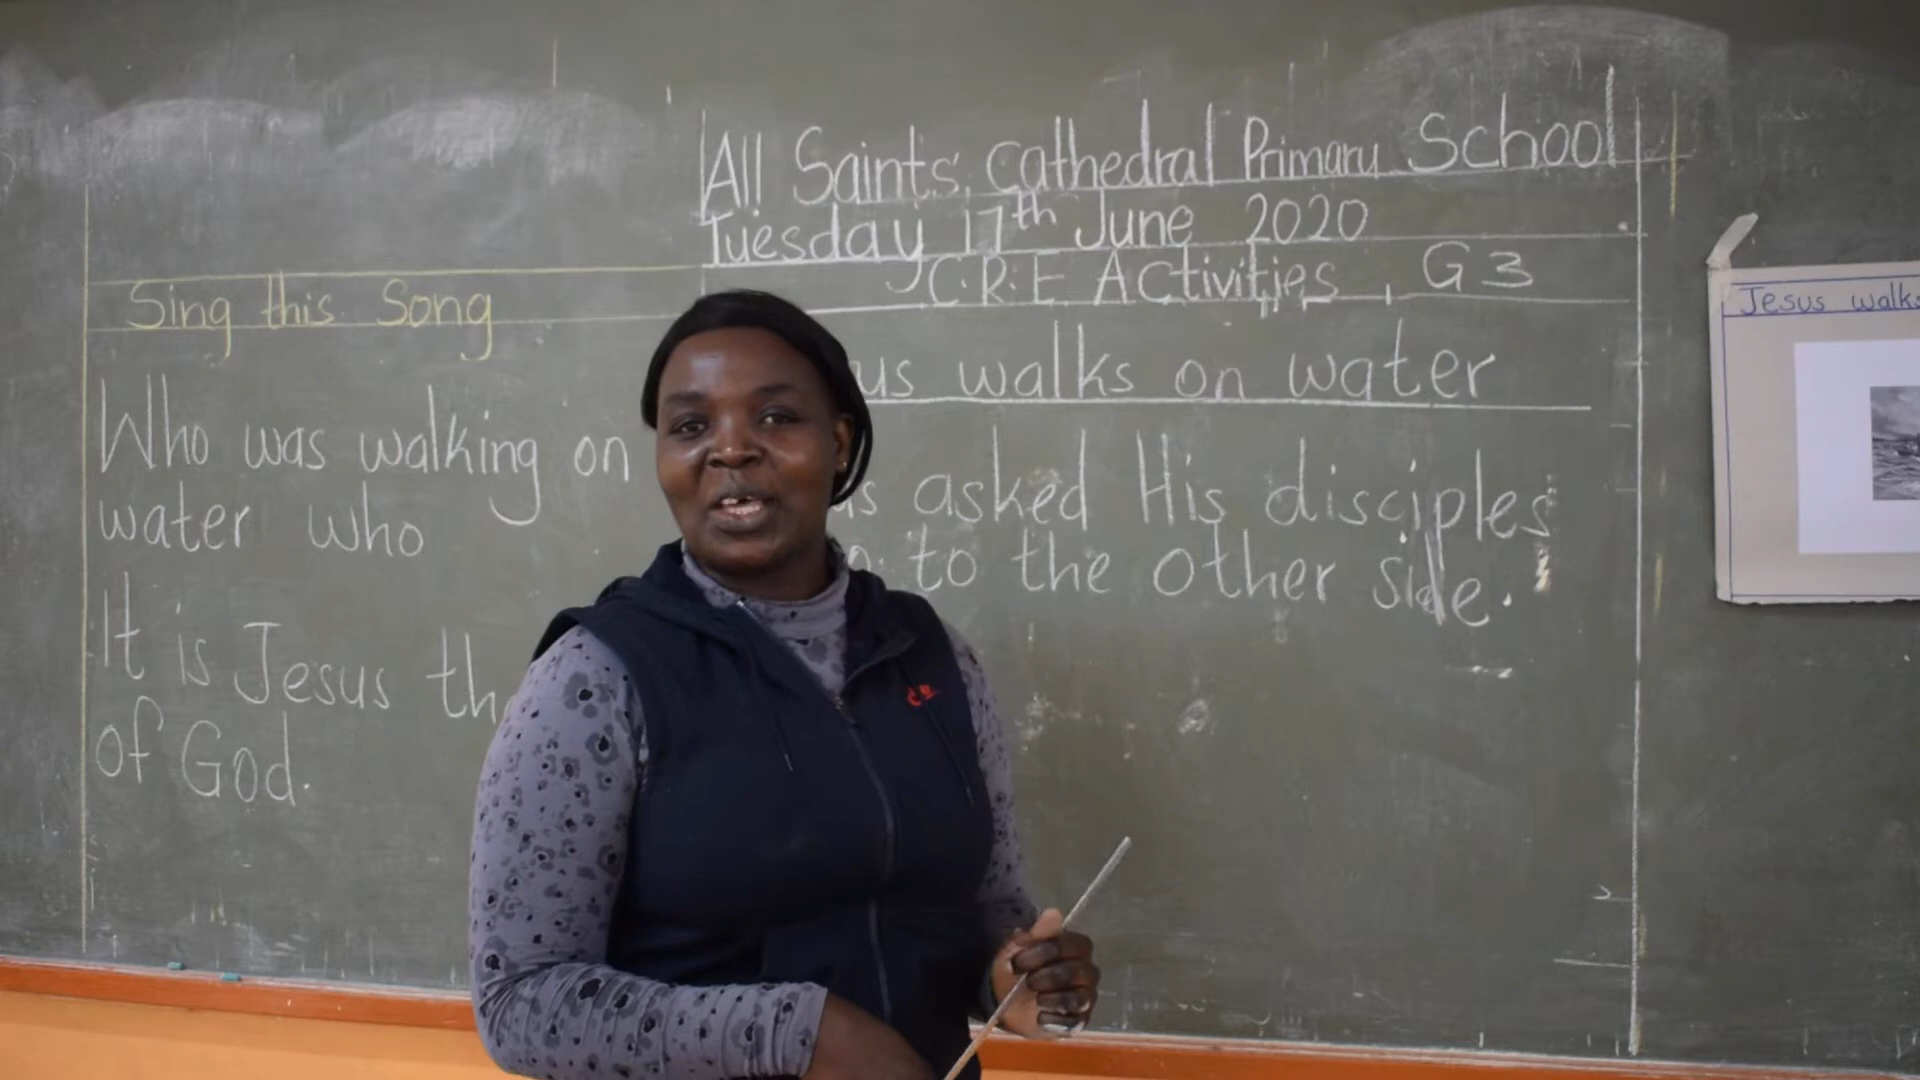 All Saints' Cathedral Primary School
Tuesday 17th June 2020
C.R.E Activities, G3
Sing this Song
us walks on water
Who was walking on
water who
It is Jesus th
of God.
us asked His disciples
to the other side.
Jesus walks